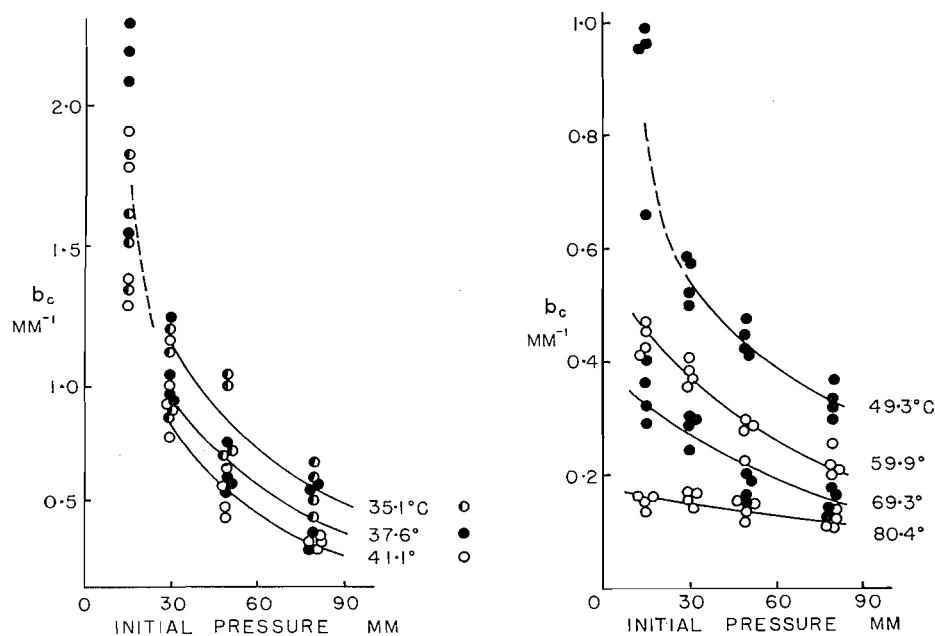 2·0
1·5
b_c
MM⁻¹
1·0
0·5
35·1°C
37·6°
41·1°
0 30 60 90
INITIAL PRESSURE MM
1·0
0·8
0·6
b_c
MM⁻¹
0·4
0·2
0
49·3°C
59·9°
69·3°
80·4°
0 30 60 90
INITIAL PRESSURE MM